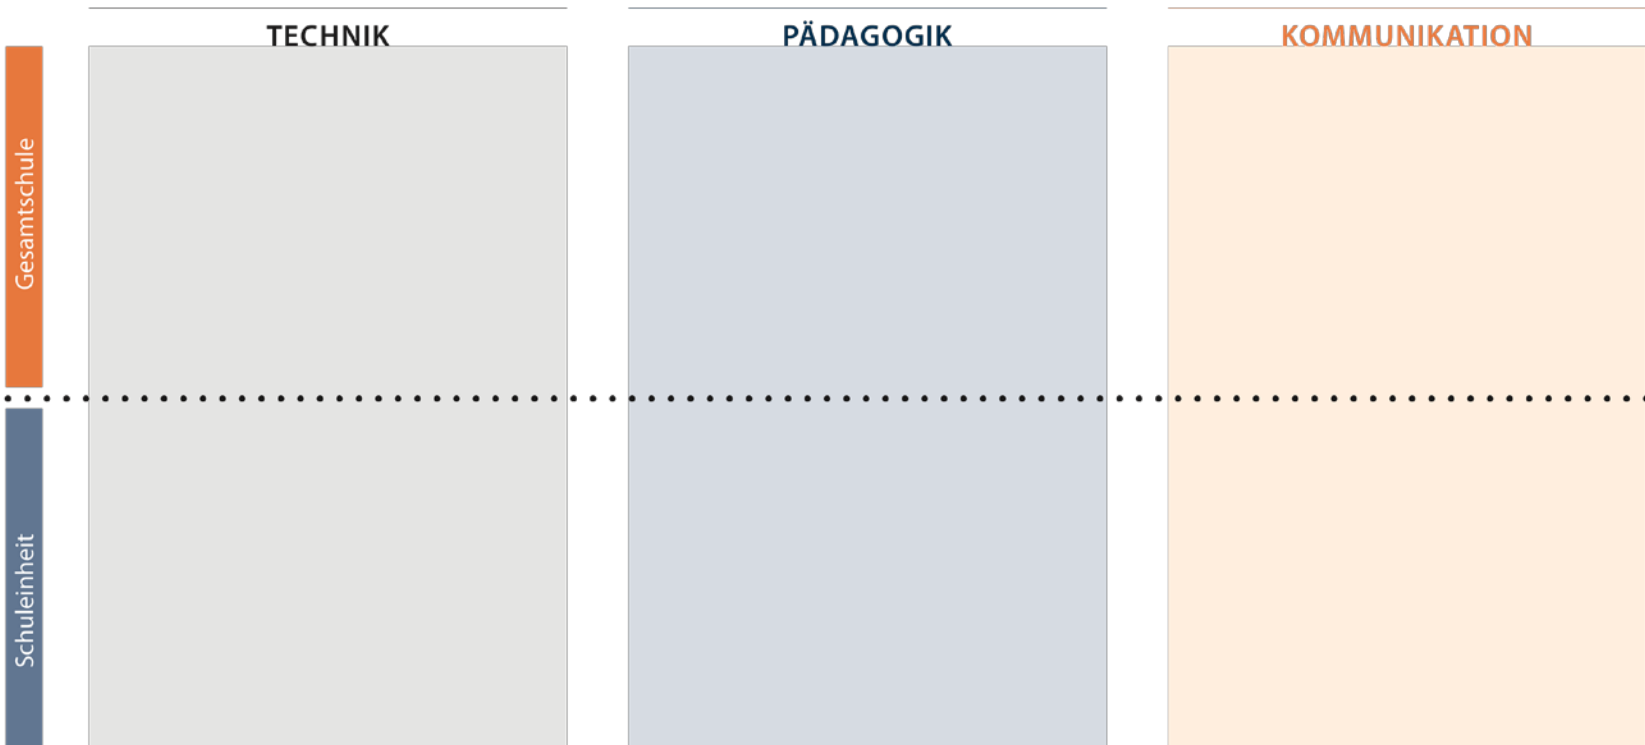 TECHNIK
PÄDAGOGIK
KOMMUNIKATION
Gesamtschule
Schuleinheit